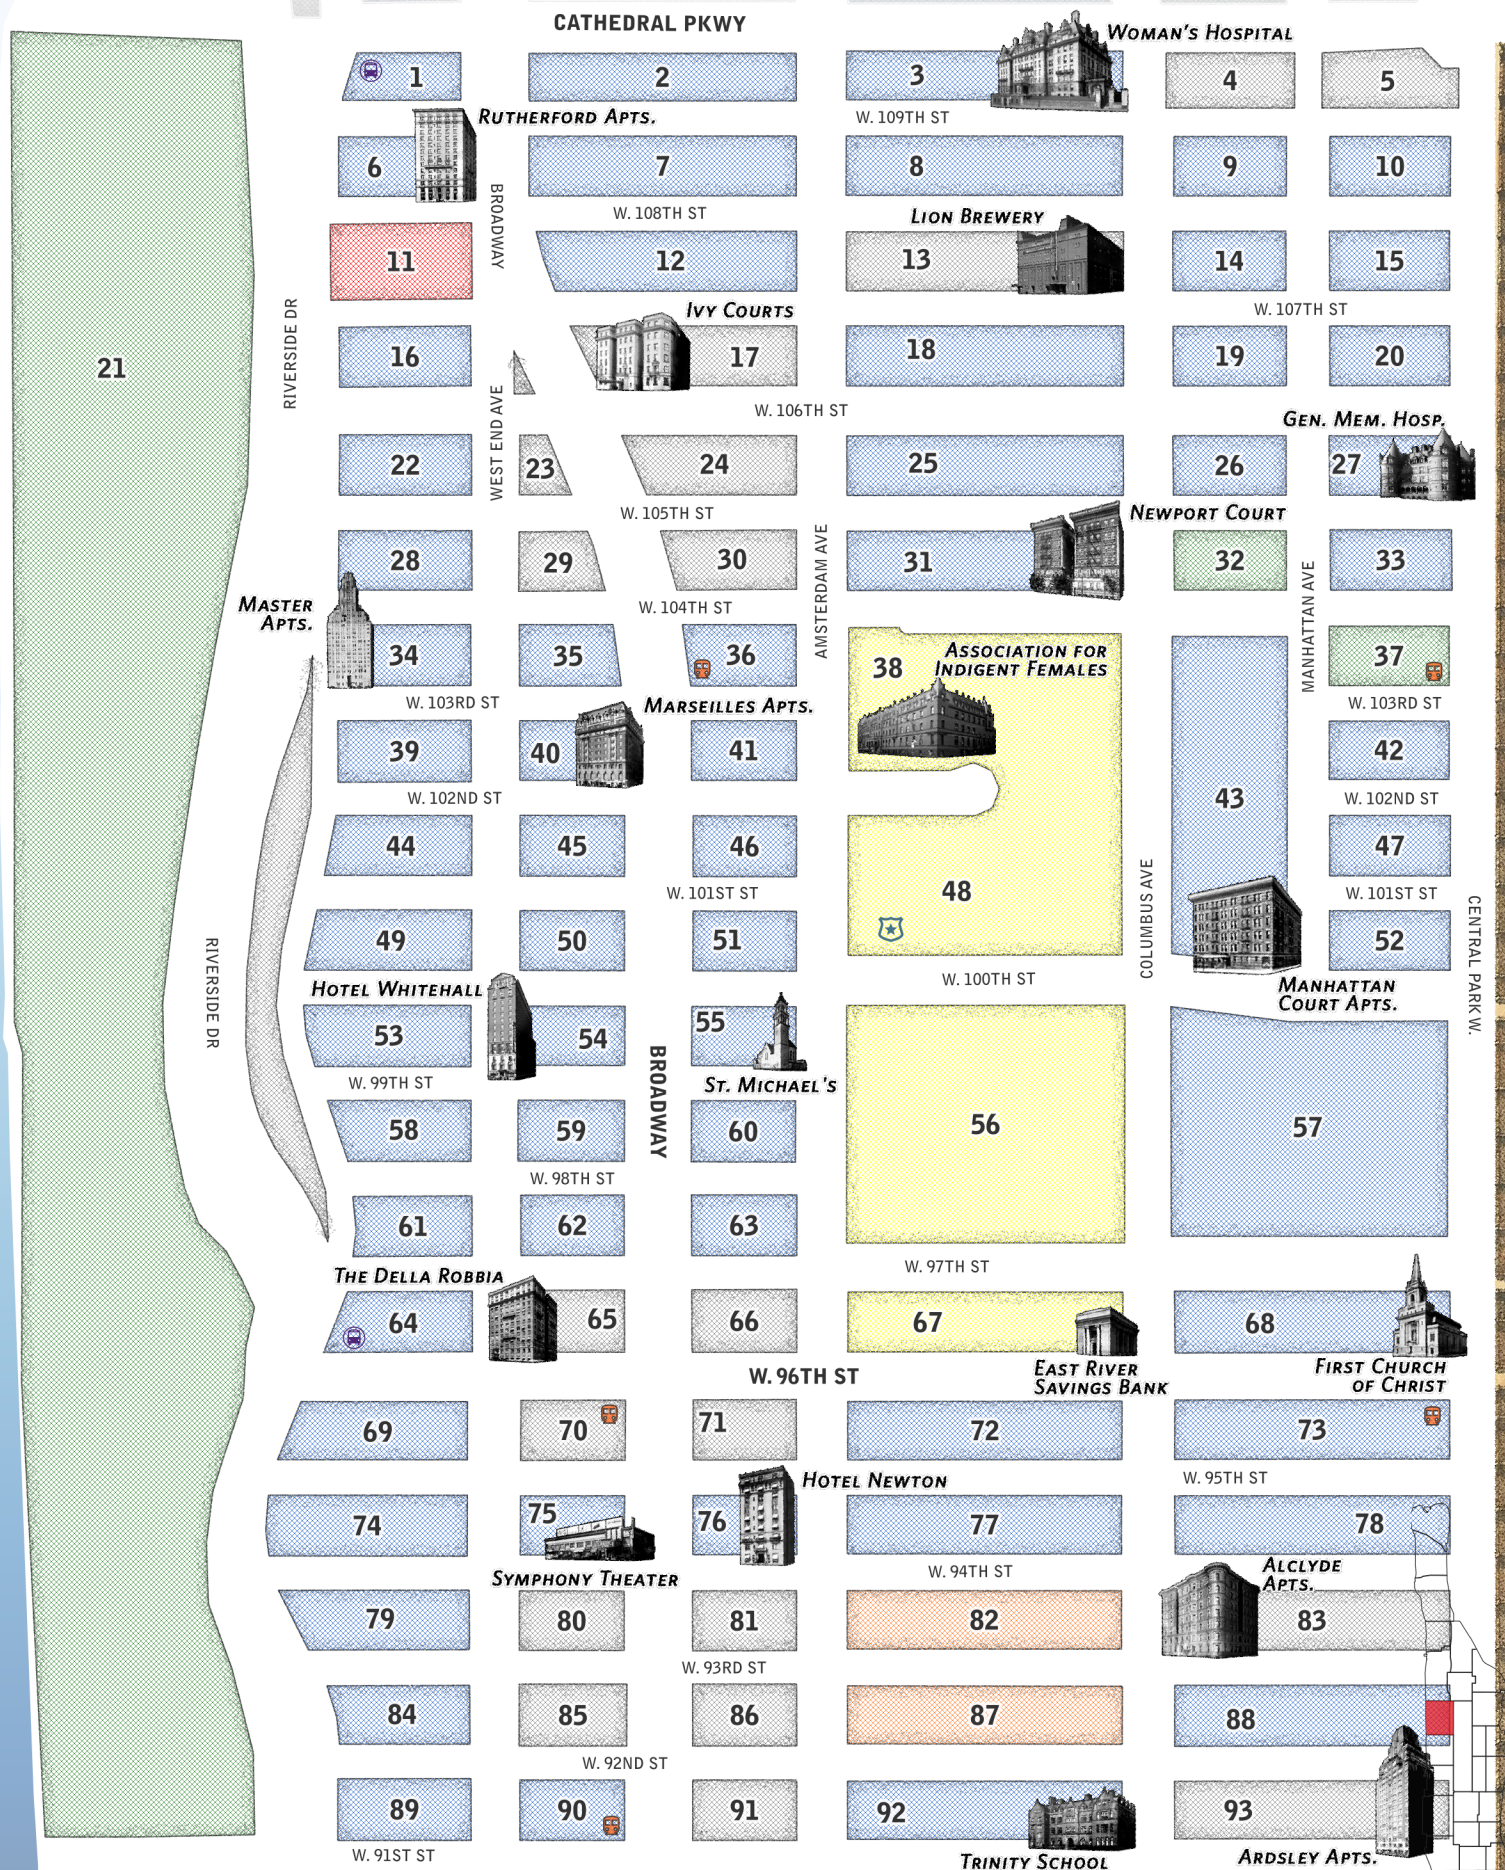 CATHEDRAL PKWY
WOMAN'S HOSPITAL
1
2
3
4
5
W. 109TH ST
RUTHERFORD APTS.
6
7
8
9
10
BROADWAY
W. 108TH ST
LION BREWERY
11
12
13
14
15
RIVERSIDE DR
IVY COURTS
W. 107TH ST
16
17
18
19
20
21
WEST END AVE
W. 106TH ST
GEN. MEM. HOSP.
22
23
24
25
26
27
W. 105TH ST
NEWPORT COURT
AMSTERDAM AVE
28
29
30
31
32
33
MANHATTAN AVE
MASTER
APTS.
W. 104TH ST
34
35
36
38
ASSOCIATION FOR
INDIGENT FEMALES
37
W. 103RD ST
MARSEILLES APTS.
W. 103RD ST
39
40
41
42
W. 102ND ST
43
W. 102ND ST
44
45
46
47
W. 101ST ST
48
COLUMBUS AVE
W. 101ST ST
CENTRAL PARK W.
RIVERSIDE DR
49
50
51
52
W. 100TH ST
HOTEL WHITEHALL
MANHATTAN
COURT APTS.
53
54
55
W. 99TH ST
BROADWAY
ST. MICHAEL'S
56
57
58
59
60
W. 98TH ST
61
62
63
W. 97TH ST
THE DELLA ROBBIA
64
65
66
67
68
W. 96TH ST
EAST RIVER
SAVINGS BANK
FIRST CHURCH
OF CHRIST
69
70
71
72
73
HOTEL NEWTON
W. 95TH ST
74
75
76
77
78
SYMPHONY THEATER
W. 94TH ST
ALCLYDE
APTS.
79
80
81
82
83
W. 93RD ST
84
85
86
87
88
W. 92ND ST
89
90
91
92
93
W. 91ST ST
TRINITY SCHOOL
ARDSLEY APTS.